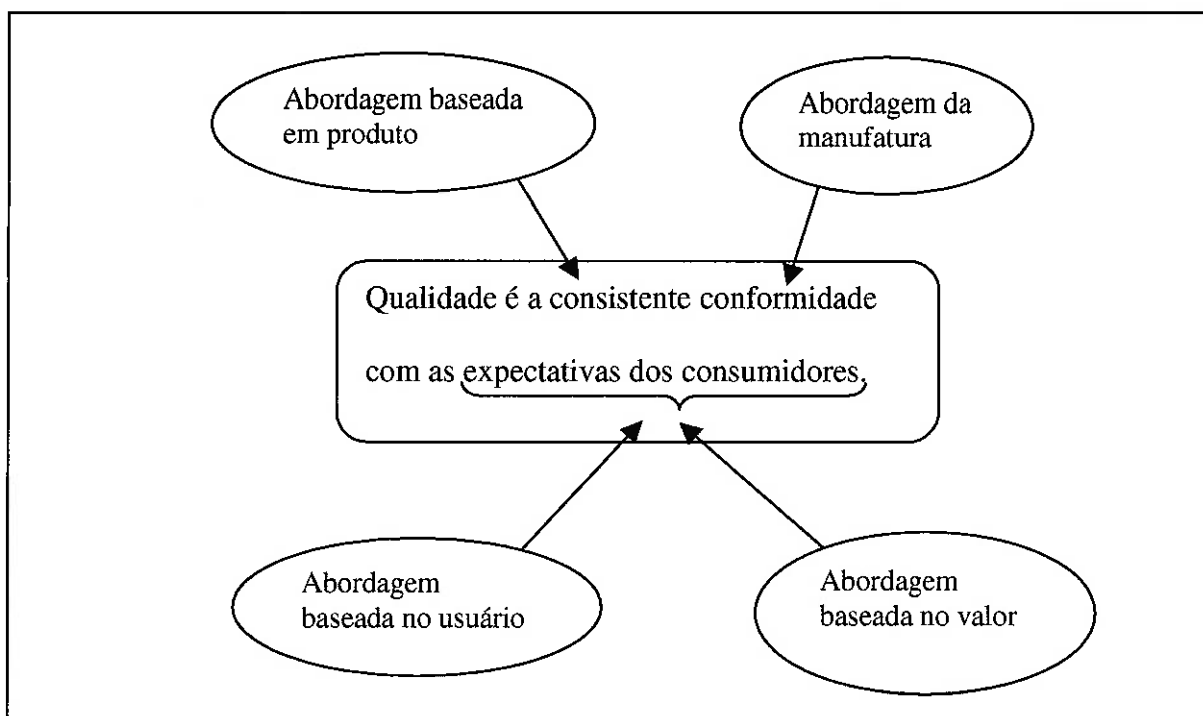 Abordagem baseada
em produto
Abordagem da
manufatura
Qualidade é a consistente conformidade
com as expectativas dos consumidores.
Abordagem
baseada no usuário
Abordagem
baseada no valor